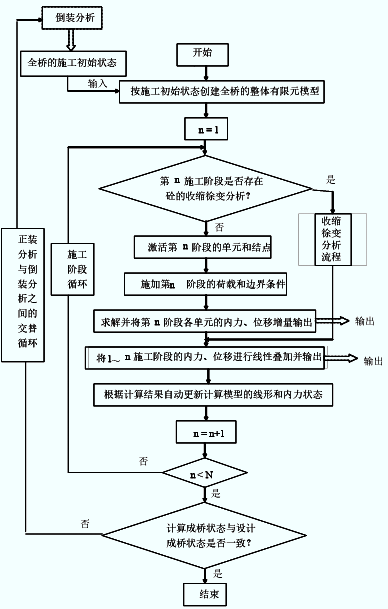 倒装分析
全桥的施工初始状态
开始
输入
按施工初始状态创建全桥的整体有限元模型
n = 1
第 n 施工阶段是否存在
砼的收缩徐变分析?
是
否
收缩
徐变
分析
流程
正装
分析
与倒
装分
析之
间的
交替
循环
施工
阶段
循环
激活第 n 阶段的单元和结点
施加第n 阶段的荷载和边界条件
求解并将第 n 阶段各单元的内力、位移增量输出
输出
将1~ n 施工阶段的内力、位移进行线性叠加并输出
输出
根据计算结果自动更新计算模型的线形和内力状态
n = n+1
否
n < N
是
否
计算成桥状态与设计
成桥状态是否一致?
是
结束